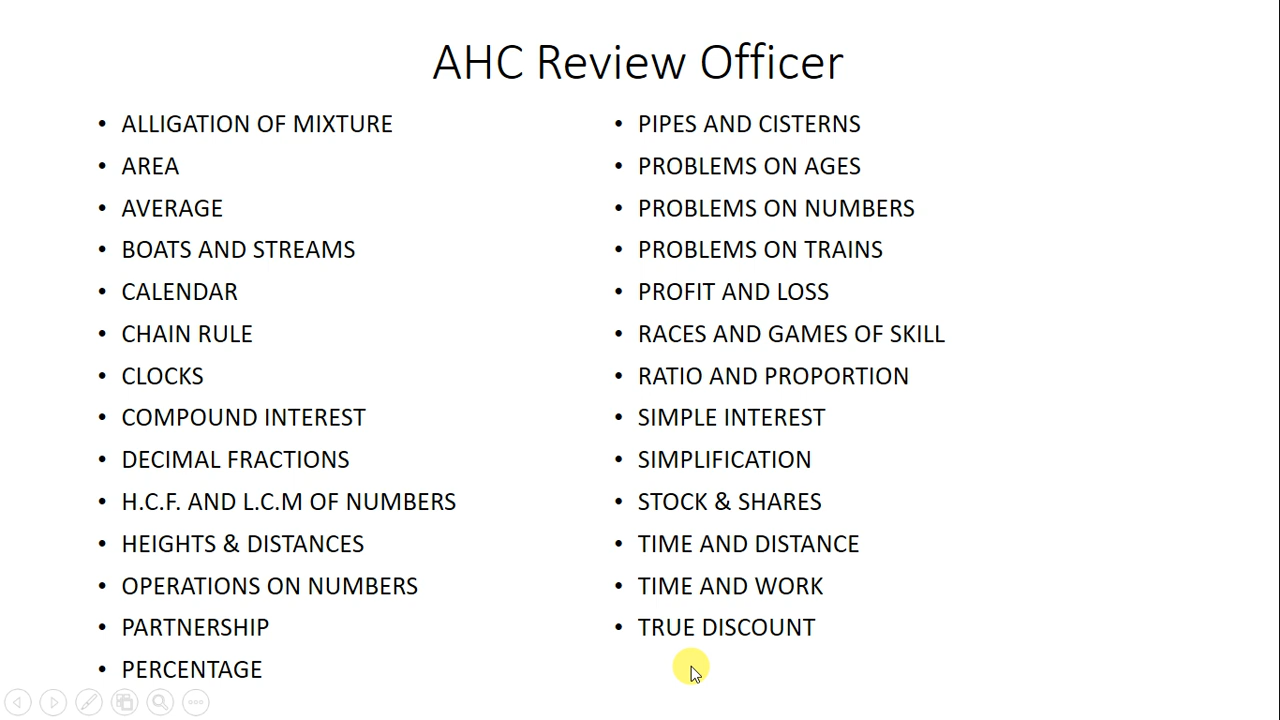 AHC Review Officer
• ALLIGATION OF MIXTURE
• AREA
• AVERAGE
• BOATS AND STREAMS
• CALENDAR
• CHAIN RULE
• CLOCKS
• COMPOUND INTEREST
• DECIMAL FRACTIONS
• H.C.F. AND L.C.M OF NUMBERS
• HEIGHTS & DISTANCES
• OPERATIONS ON NUMBERS
• PARTNERSHIP
• PERCENTAGE
• PIPES AND CISTERNS
• PROBLEMS ON AGES
• PROBLEMS ON NUMBERS
• PROBLEMS ON TRAINS
• PROFIT AND LOSS
• RACES AND GAMES OF SKILL
• RATIO AND PROPORTION
• SIMPLE INTEREST
• SIMPLIFICATION
• STOCK & SHARES
• TIME AND DISTANCE
• TIME AND WORK
• TRUE DISCOUNT